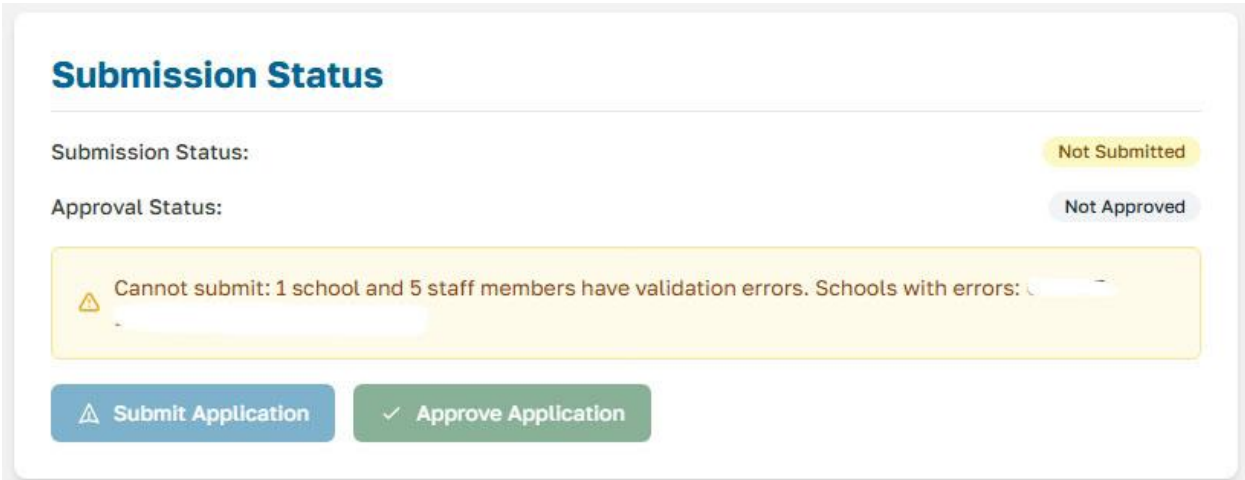 Submission Status
Submission Status:
Not Submitted
Approval Status:
Not Approved
Cannot submit: 1 school and 5 staff members have validation errors. Schools with errors:
Submit Application
Approve Application